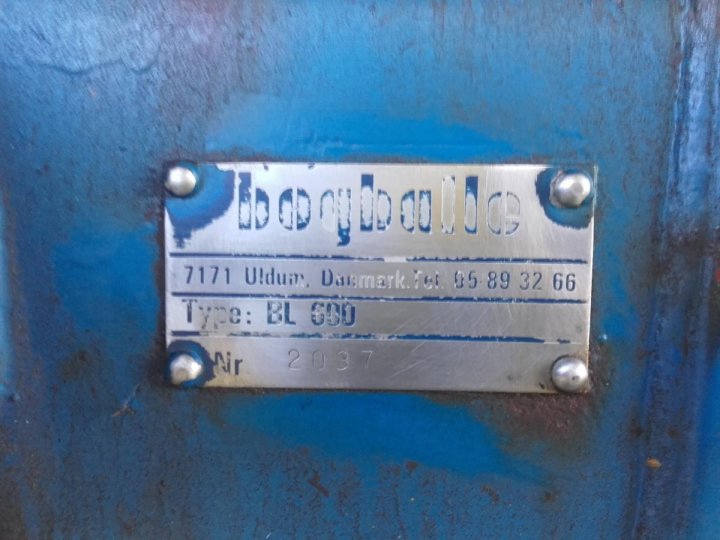 bogballe
7171 Uldum. Danmark. Tel. 05-89 32 66
Type: BL 600
Nr 2037